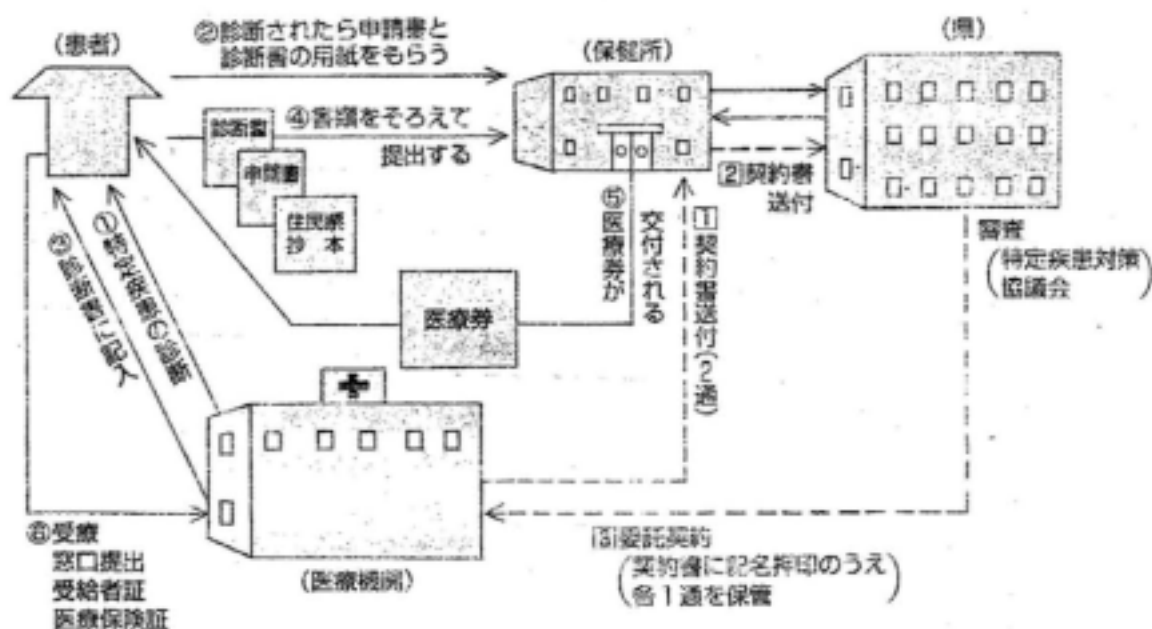 (患者)
②診断されたら申請書と
診断書の用紙をもらう
(保健所)
(県)
診断書
申請書
住民票
抄本
④書類をそろえて
提出する
②契約書
送付
①特定疾患の診断
③診断書に記入
医療券
⑤医療券が
交付される
①契約書送付(2通)
審査
(特定疾患対策
協議会)
⑥受療
窓口提出
受給者証
医療保険証
(医療機関)
③委託契約
(契約書に記名押印のうえ
各1通を保管)